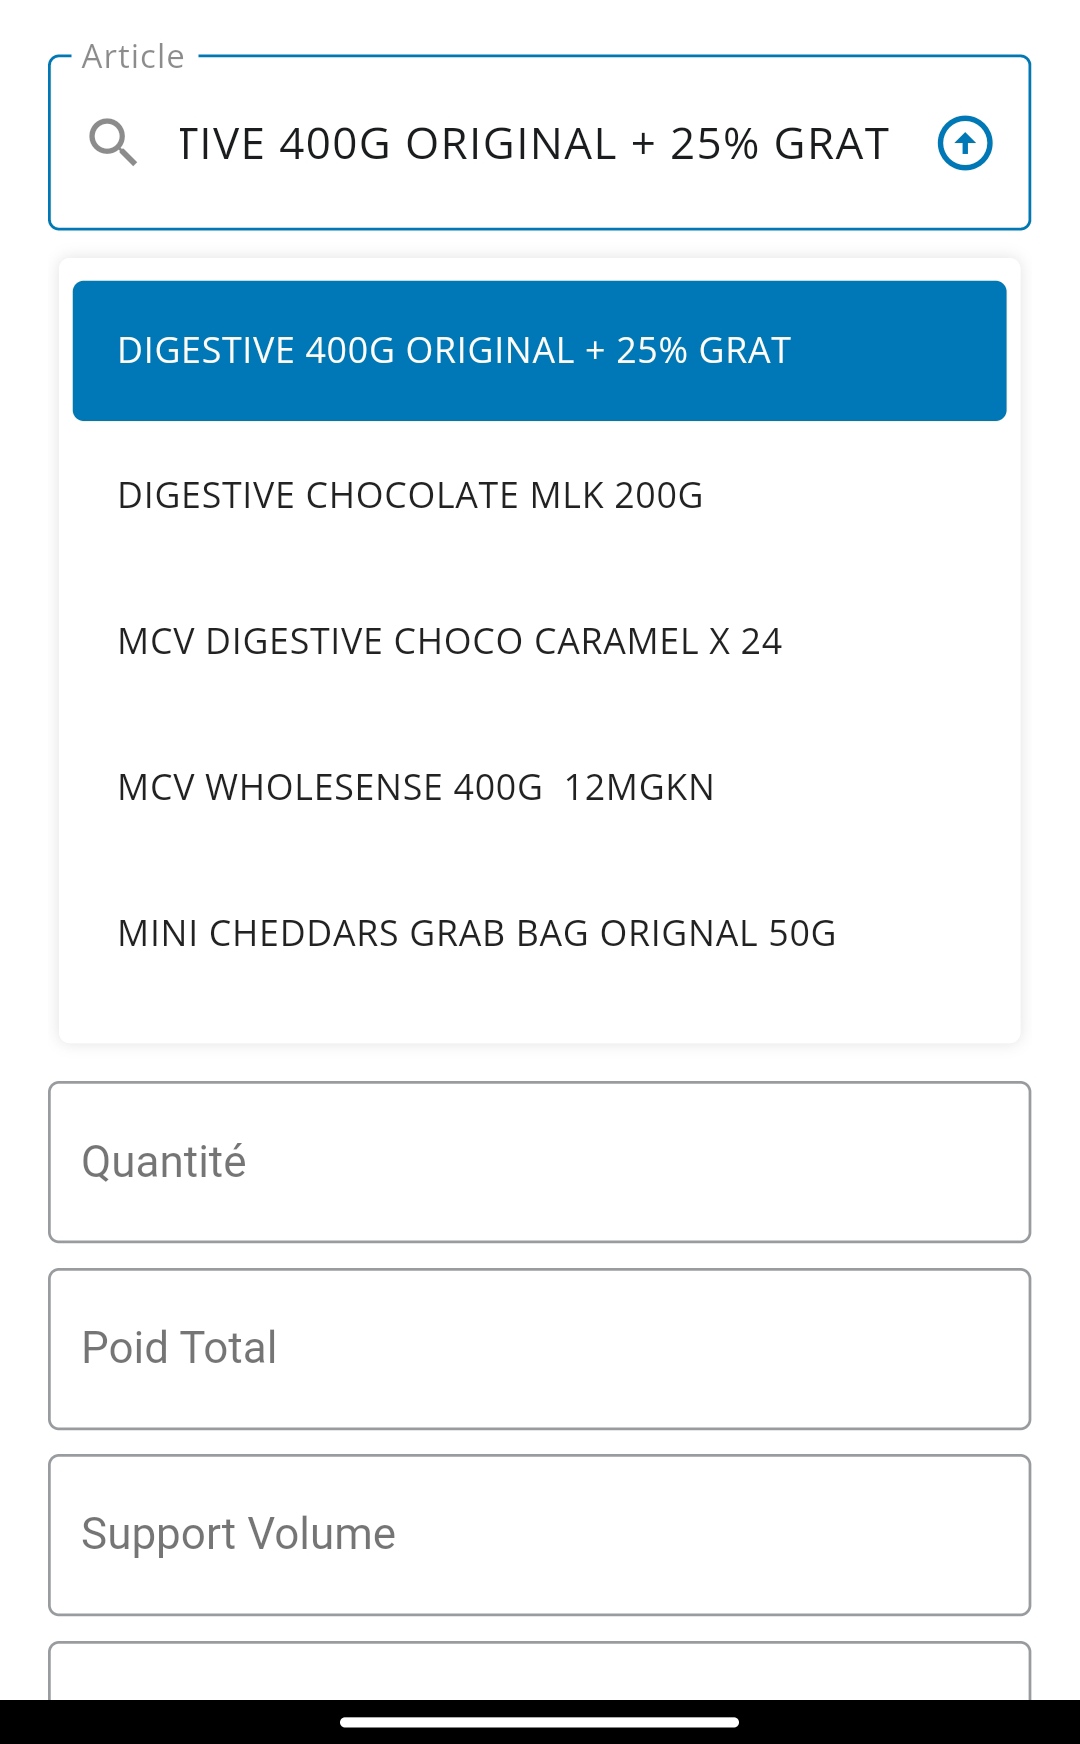 Article
TIVE 400G ORIGINAL + 25% GRAT
DIGESTIVE 400G ORIGINAL + 25% GRAT
DIGESTIVE CHOCOLATE MLK 200G
MCV DIGESTIVE CHOCO CARAMEL X 24
MCV WHOLESENSE 400G  12MGKN
MINI CHEDDARS GRAB BAG ORIGNAL 50G
Quantité
Poid Total
Support Volume